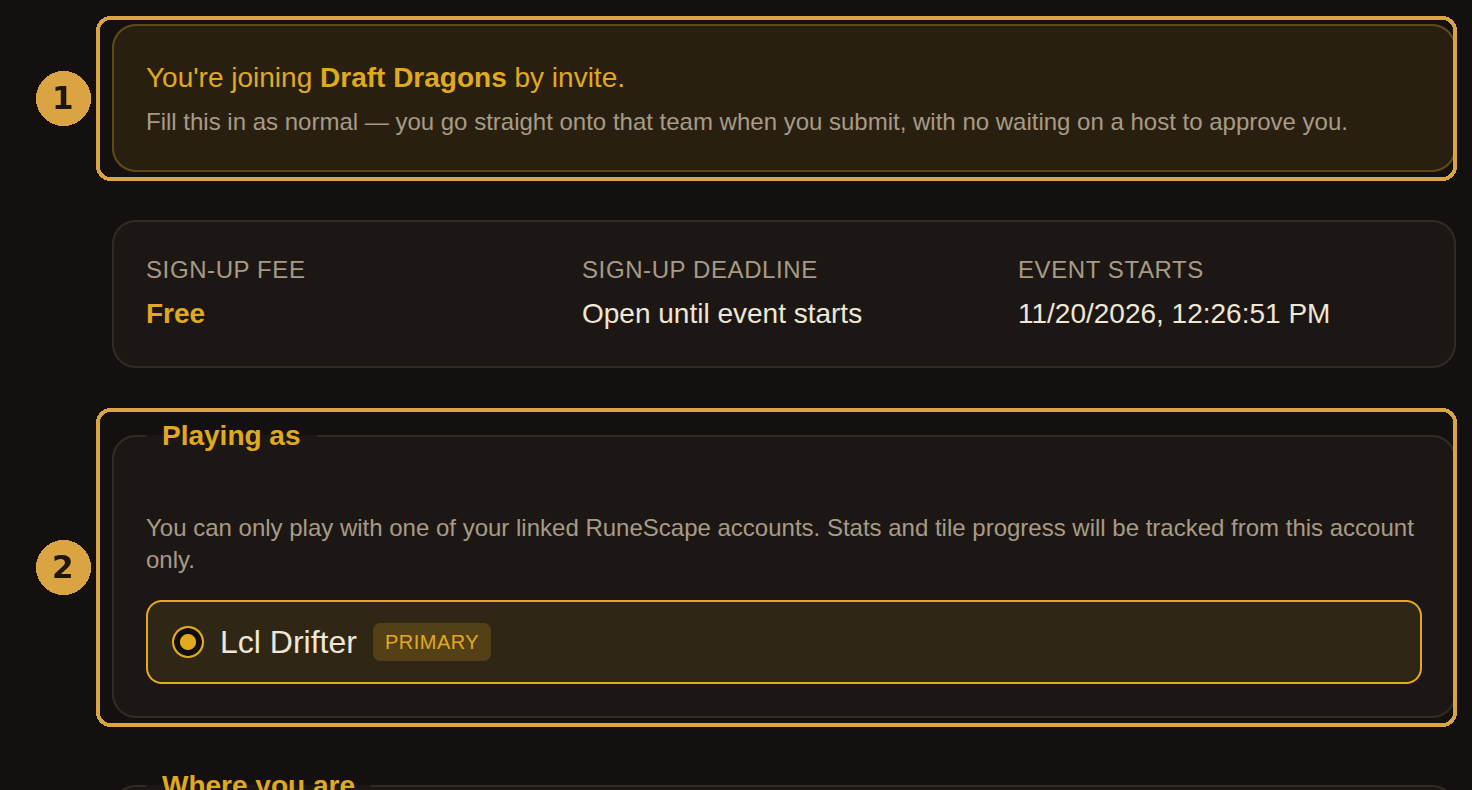 1
You're joining Draft Dragons by invite.
Fill this in as normal — you go straight onto that team when you submit, with no waiting on a host to approve you.
SIGN-UP FEE
Free
SIGN-UP DEADLINE
Open until event starts
EVENT STARTS
11/20/2026, 12:26:51 PM
2
Playing as
You can only play with one of your linked RuneScape accounts. Stats and tile progress will be tracked from this account
only.
Lcl Drifter PRIMARY
Where you are